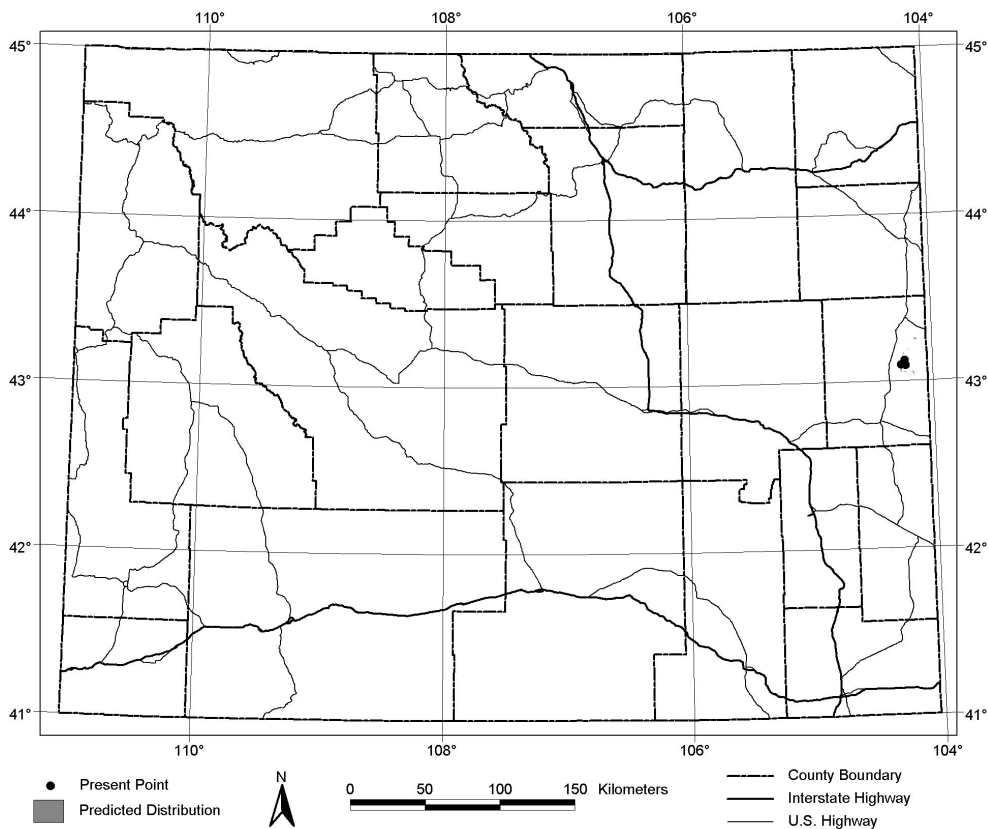 110° 108° 106° 104°
45° 45°
44° 44°
43° 43°
42° 42°
41° 41°
110° 108° 106° 104°
Present Point
Predicted Distribution
N
0 50 100 150 Kilometers
County Boundary
Interstate Highway
U.S. Highway